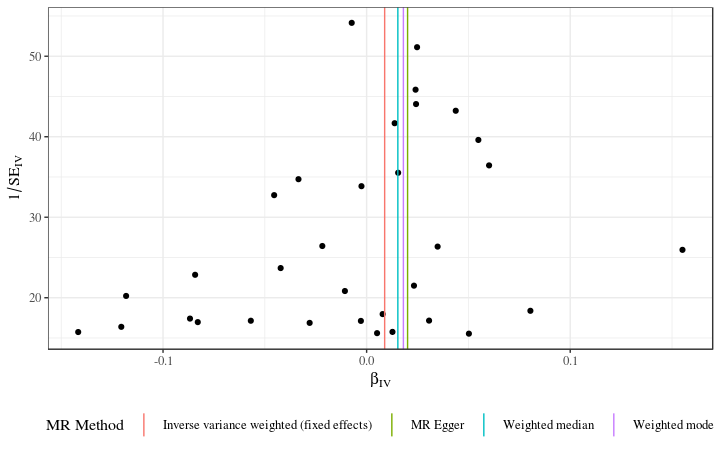 1/SE_IV
50
40
30
20
-0.1
0.0
0.1
β_IV
MR Method
Inverse variance weighted (fixed effects)
MR Egger
Weighted median
Weighted mode